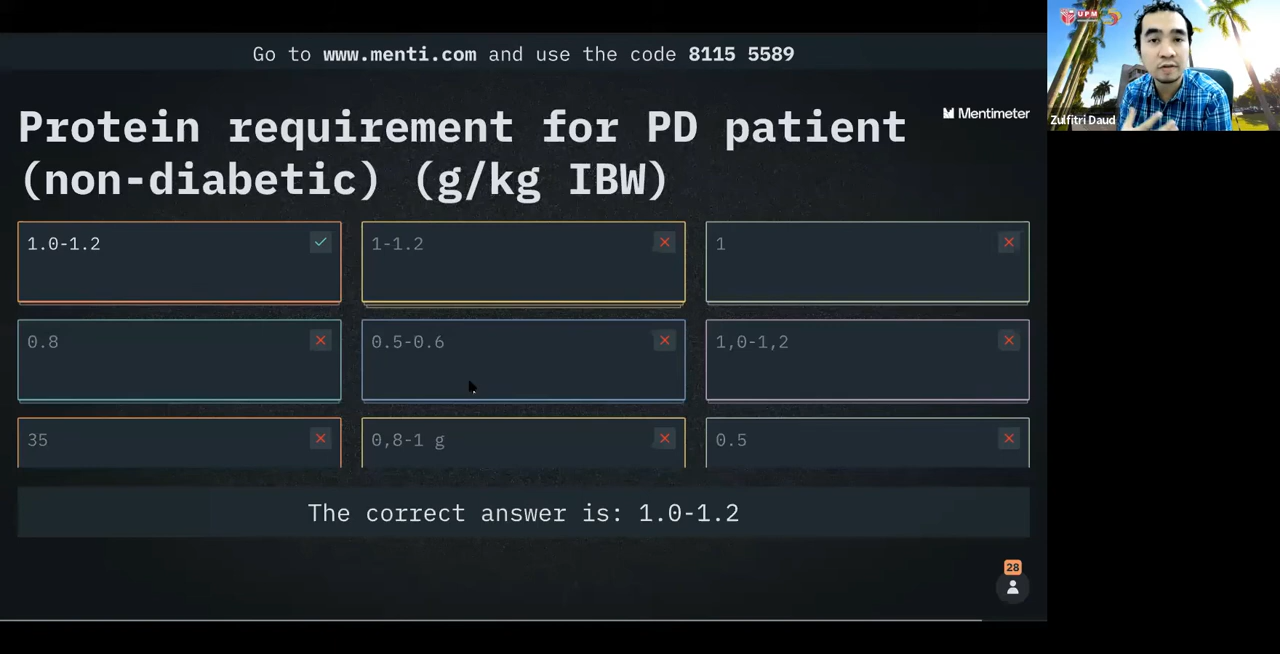 Go to www.menti.com and use the code 8115 5589
UPM
Zulfitri Daud
Protein requirement for PD patient
(non-diabetic) (g/kg IBW)
Mentimeter
1.0-1.2
1-1.2
1
0.8
0.5-0.6
1,0-1,2
35
0,8-1 g
0.5
The correct answer is: 1.0-1.2
28